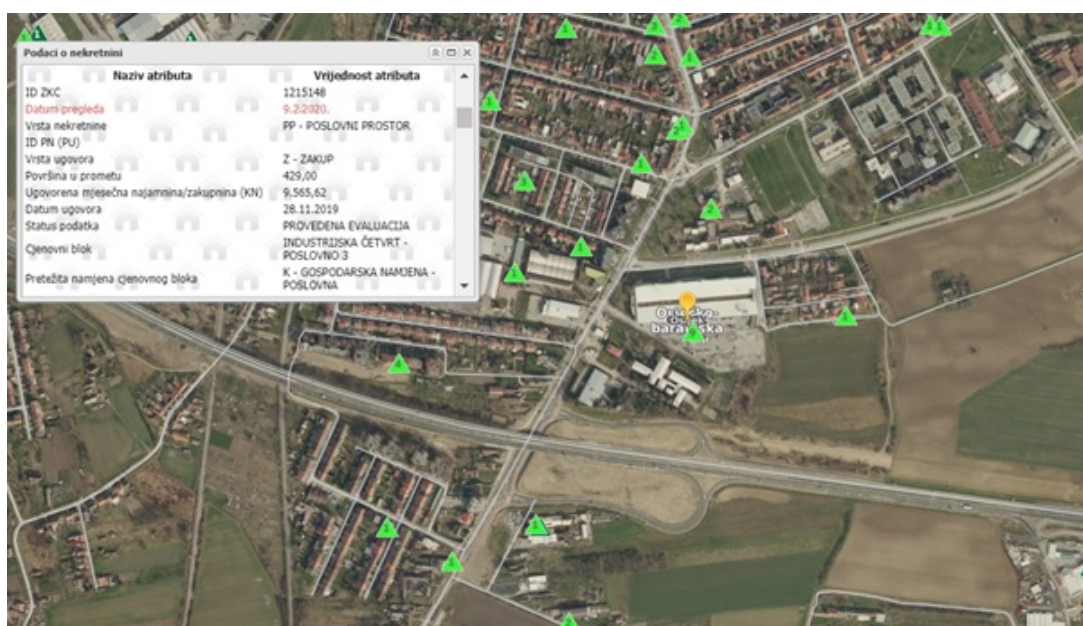 Podaci o nekretnini
Naziv atributa Vrijednost atributa
ID ZKC 1215148
Datum pregleda 9.2.2020.
Vrsta nekretnine PP - POSLOVNI PROSTOR
ID PN (PU)
Vrsta ugovora Z - ZAKUP
Površina u prometu 429,00
Ugovorena mjesečna najamnina/zakupnina (KN) 9.565,62
Datum ugovora 28.11.2019
Status podatka PROVEDENA EVALUACIJA
Cjenovni blok INDUSTRIJSKA ČETVRT -
POSLOVNO 3
Pretežita namjena cjenovnog bloka K - GOSPODARSKA NAMJENA -
POSLOVNA
Osječko-
Osijek
baranjska